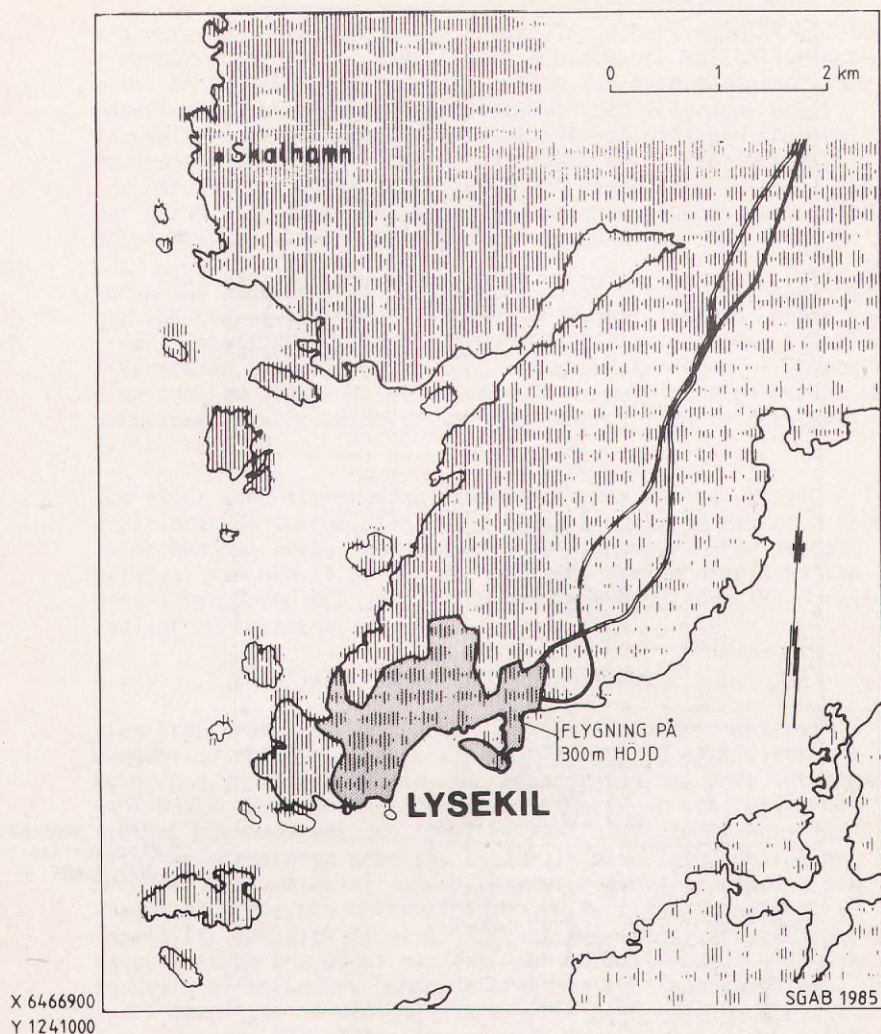 0 1 2 km
Skalhamn
FLYGNING PÅ
300m HÖJD
LYSEKIL
SGAB 1985
X 6466900
Y 1241000